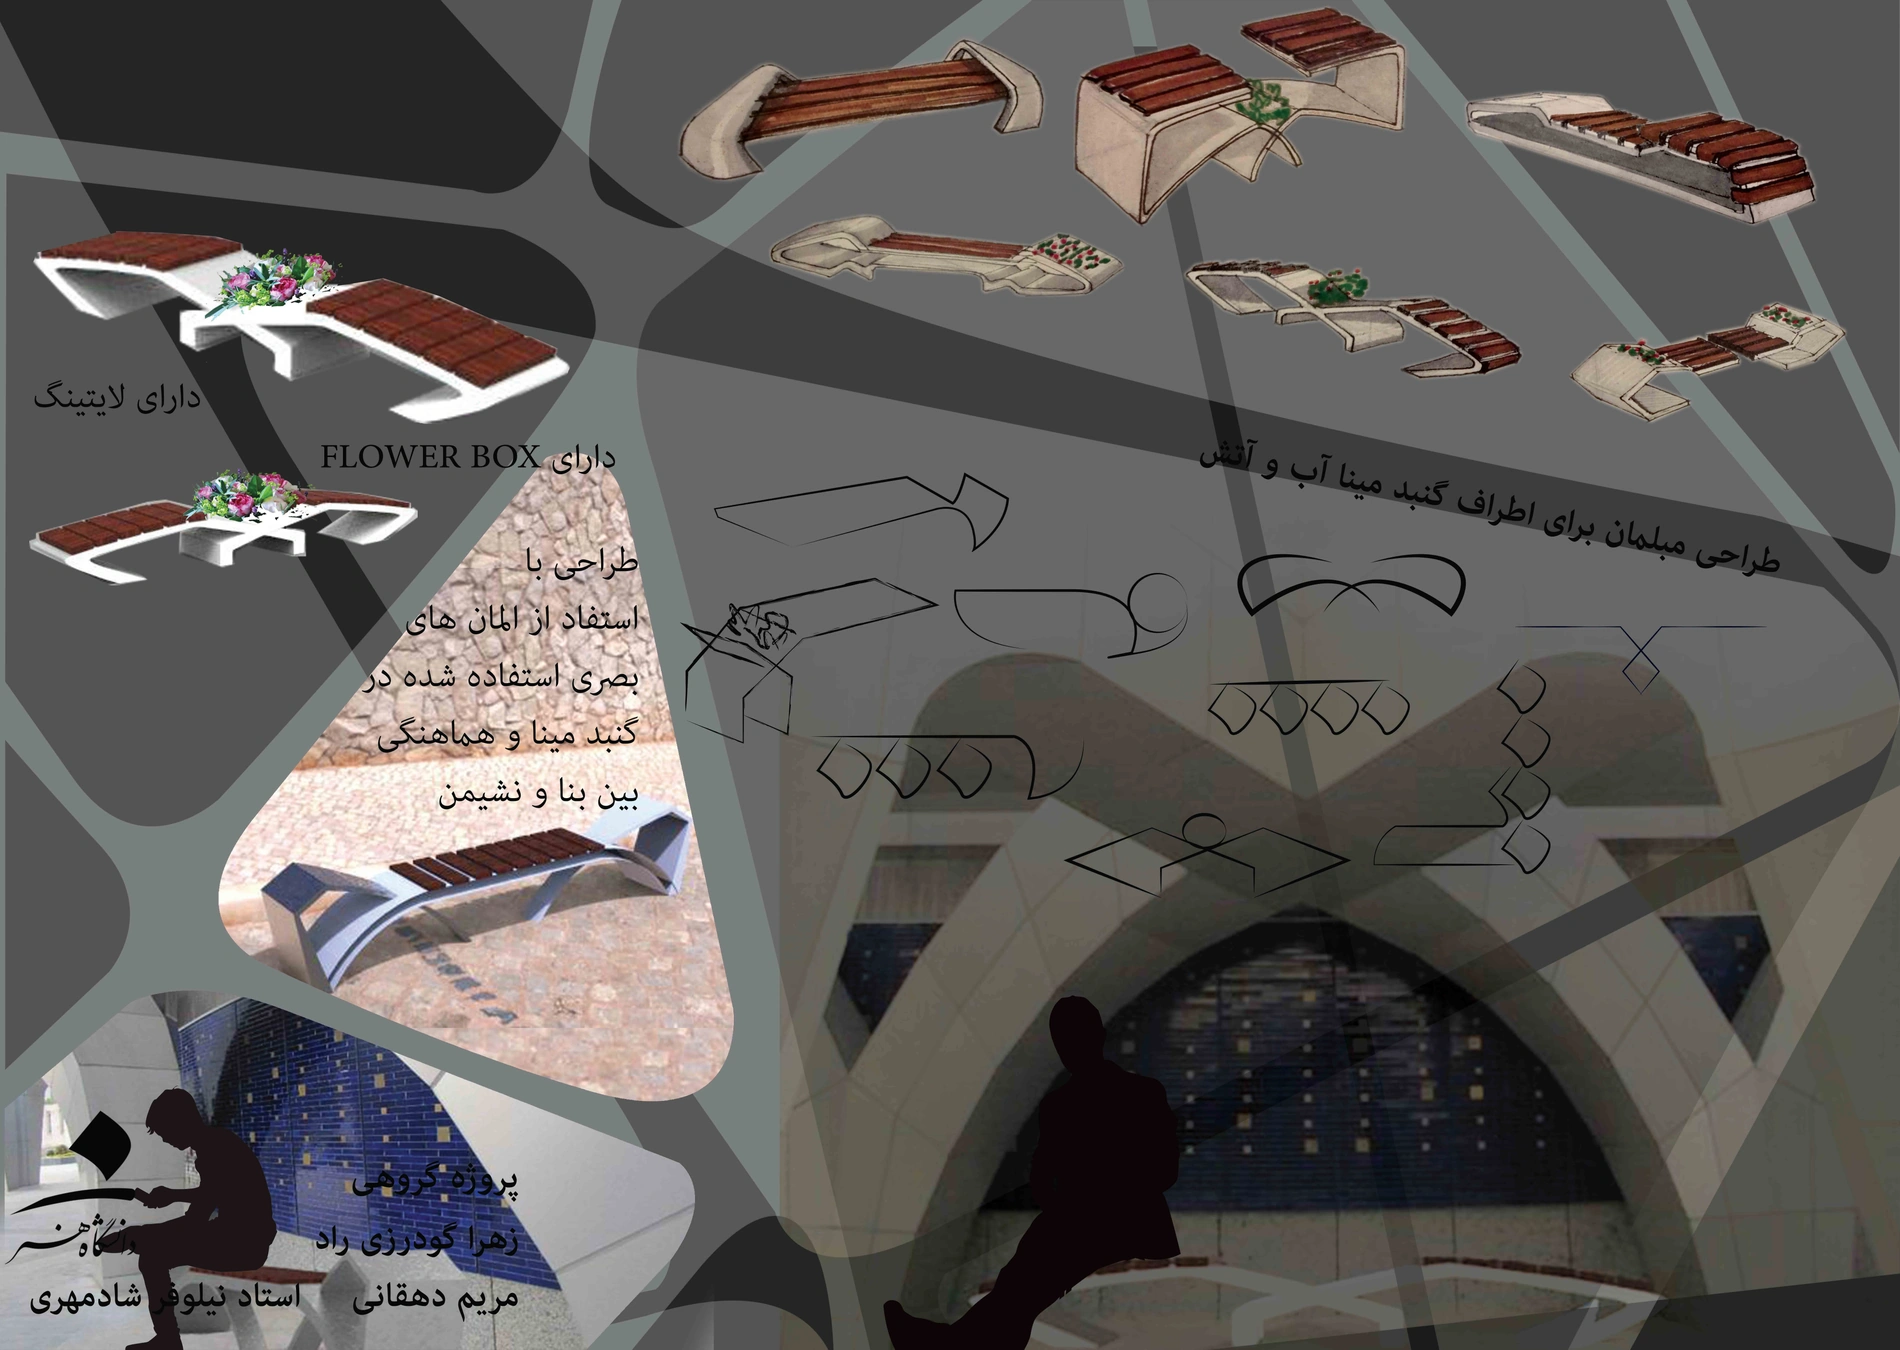 دارای لایتینگ
دارای FLOWER BOX
طراحی مبلمان برای اطراف گنبد مینا آب و آتش
طراحی با
استفاد از المان های
بصری استفاده شده در
گنبد مینا و هماهنگی
بین بنا و نشیمن
پروژه گروهی
زهرا گودرزی راد
مریم دهقانی
استاد نیلوفر شادمهری
دانشگاه هنر